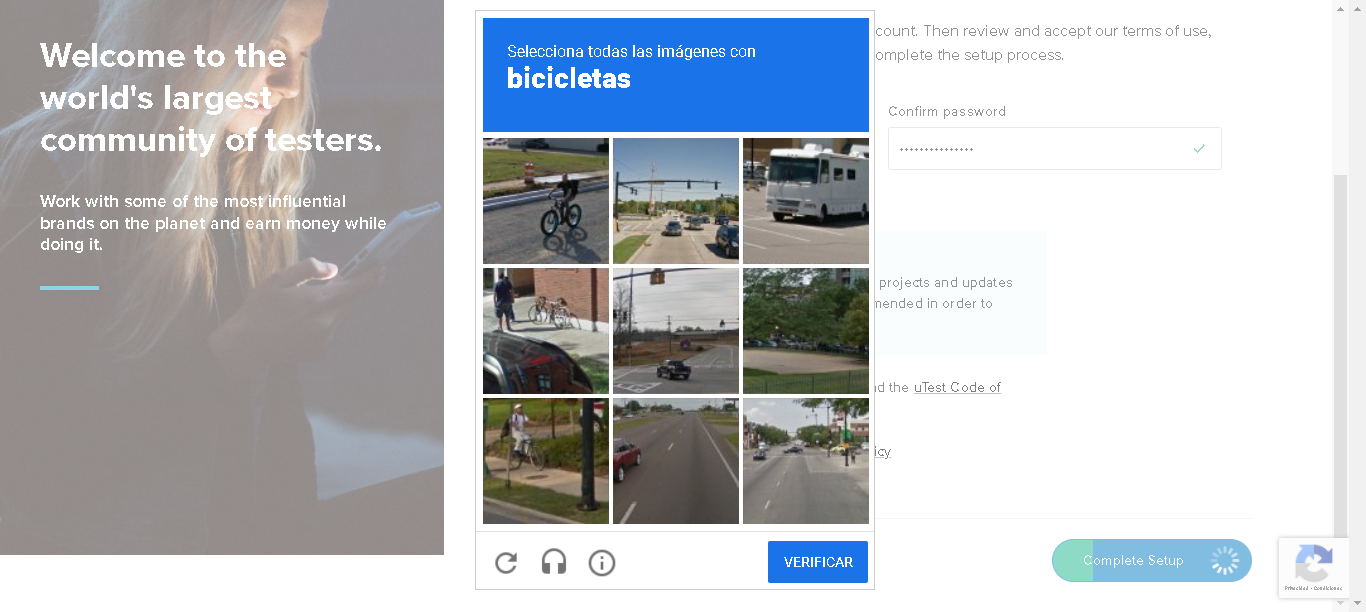 Welcome to the
world's largest
community of testers.
Work with some of the most influential
brands on the planet and earn money while
doing it.
Selecciona todas las imágenes con
bicicletas
VERIFICAR
count. Then review and accept our terms of use,
omplete the setup process.
Confirm password
projects and updates
mended in order to
nd the uTest Code of
icy
Complete Setup
Privacidad - Condiciones